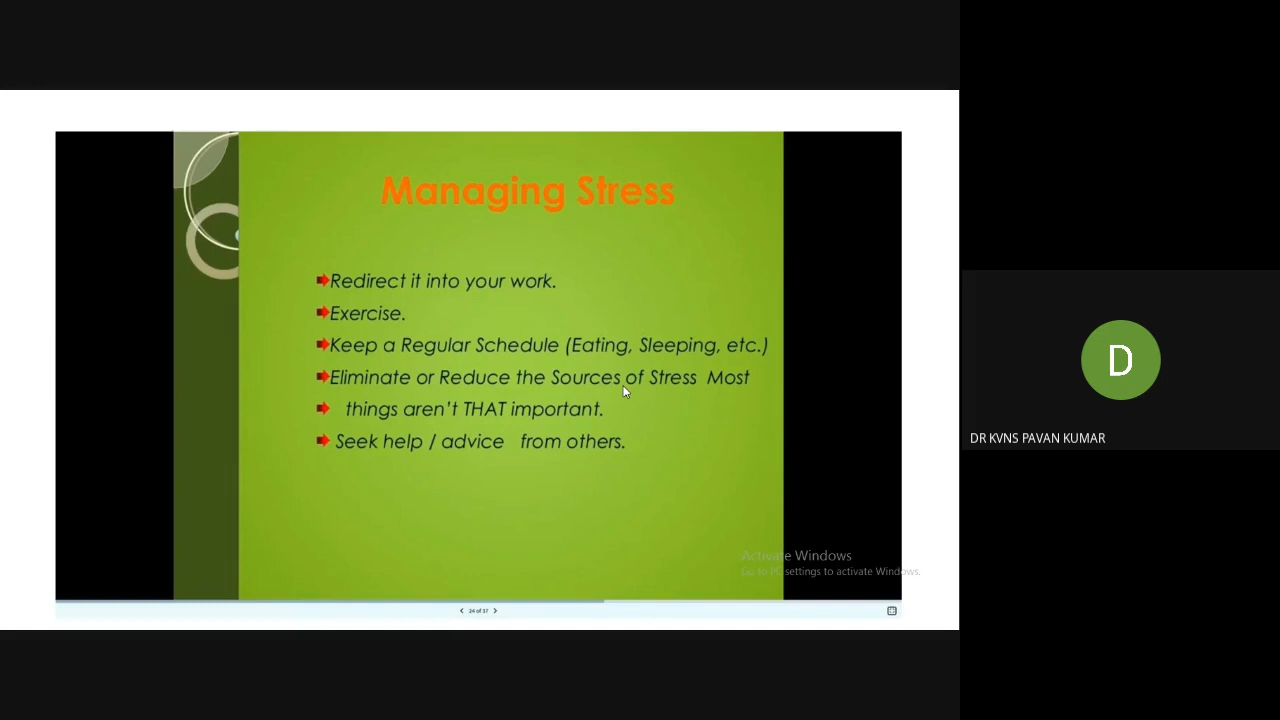 Managing Stress
Redirect it into your work.
Exercise.
Keep a Regular Schedule (Eating, Sleeping, etc.)
Eliminate or Reduce the Sources of Stress Most
things aren't THAT important.
Seek help / advice from others.
Activate Windows
Go to PC settings to activate Windows.
24 of 37
D
DR KVNS PAVAN KUMAR